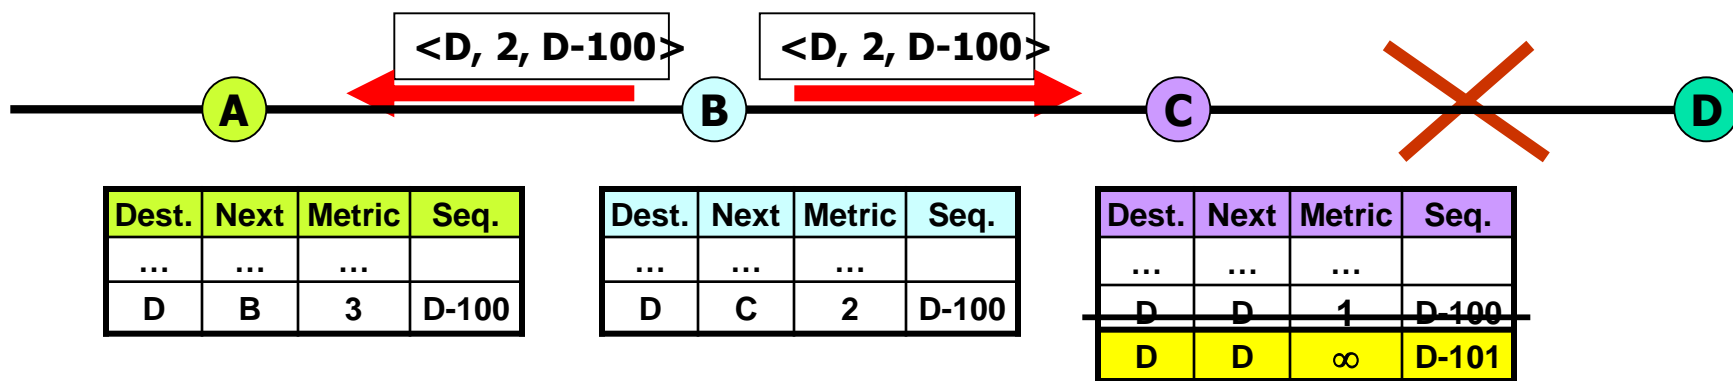 <D, 2, D-100> <D, 2, D-100>
A B C D
Dest. Next Metric Seq. Dest. Next Metric Seq. Dest. Next Metric Seq.
... ... ... ... ... ... ... ... ...
D B 3 D-100 D C 2 D-100 D D 1 D-100
D D ∞ D-101